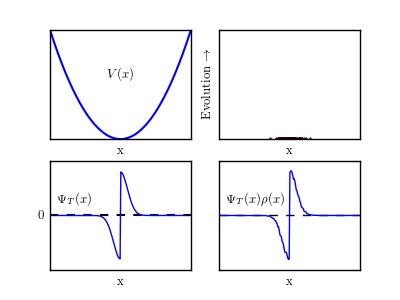 V(x)
x
Evolution →
x
Ψ_T(x)
0
x
Ψ_T(x)ρ(x)
x